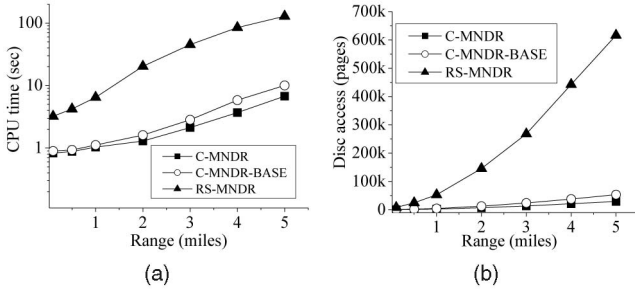 CPU time (sec)
100
10
1
C-MNDR
C-MNDR-BASE
RS-MNDR
1 2 3 4 5
Range (miles)
(a)
Disc access (pages)
700k
600k
500k
400k
300k
200k
100k
0
C-MNDR
C-MNDR-BASE
RS-MNDR
1 2 3 4 5
Range (miles)
(b)